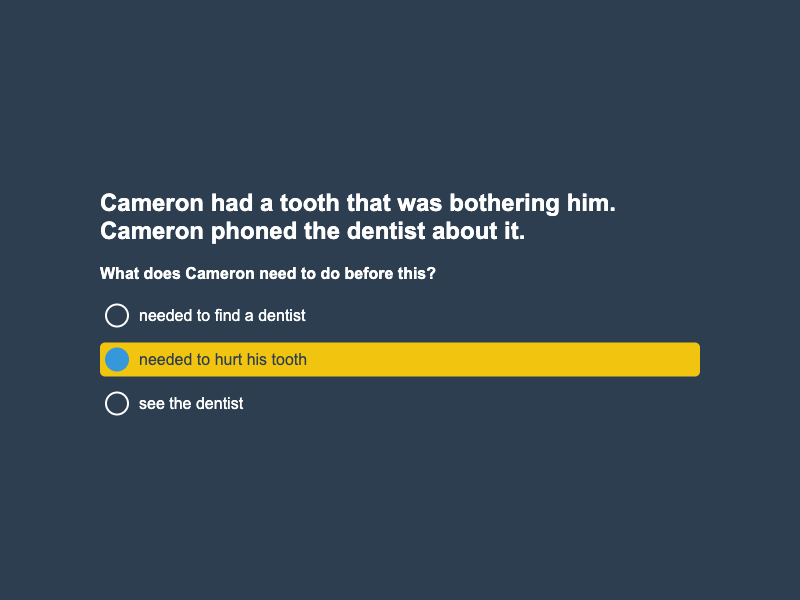 Cameron had a tooth that was bothering him.
Cameron phoned the dentist about it.
What does Cameron need to do before this?
needed to find a dentist
needed to hurt his tooth
see the dentist